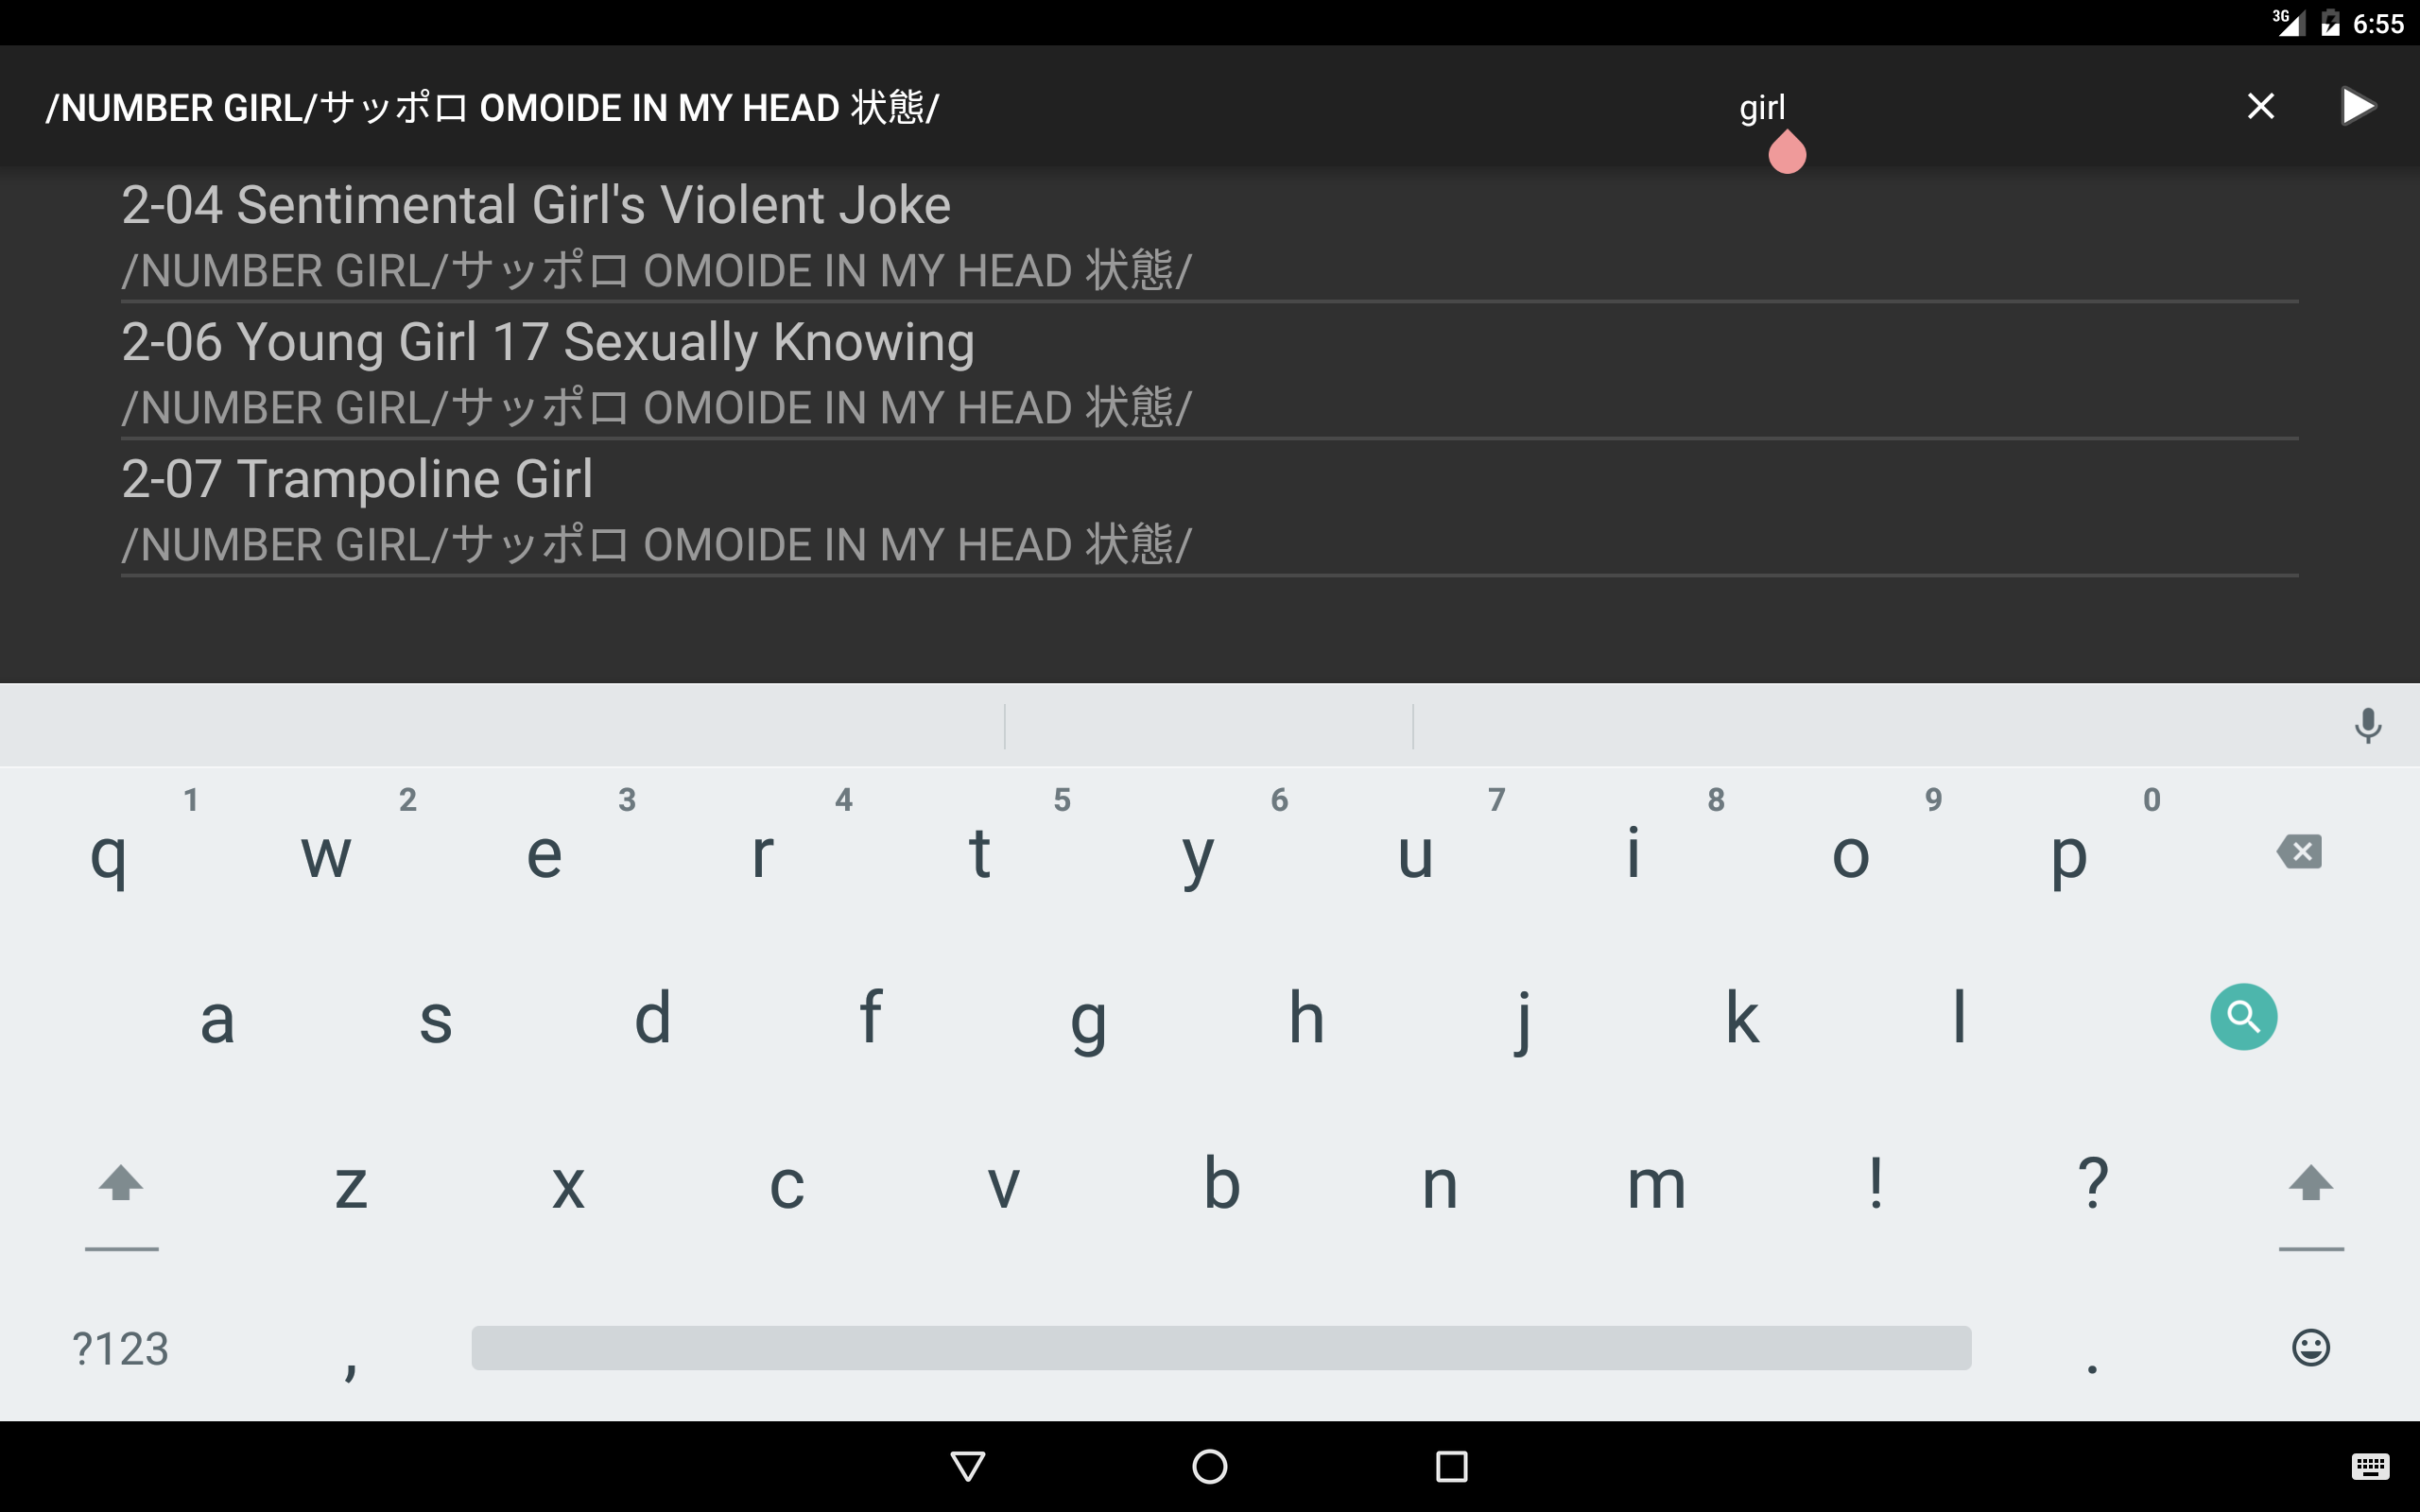 3G 6:55
/NUMBER GIRL/サッポロ OMOIDE IN MY HEAD 状態/ girl
2-04 Sentimental Girl's Violent Joke
/NUMBER GIRL/サッポロ OMOIDE IN MY HEAD 状態/
2-06 Young Girl 17 Sexually Knowing
/NUMBER GIRL/サッポロ OMOIDE IN MY HEAD 状態/
2-07 Trampoline Girl
/NUMBER GIRL/サッポロ OMOIDE IN MY HEAD 状態/
1 2 3 4 5 6 7 8 9 0
q w e r t y u i o p
a s d f g h j k l
z x c v b n m ! ?
?123 , .